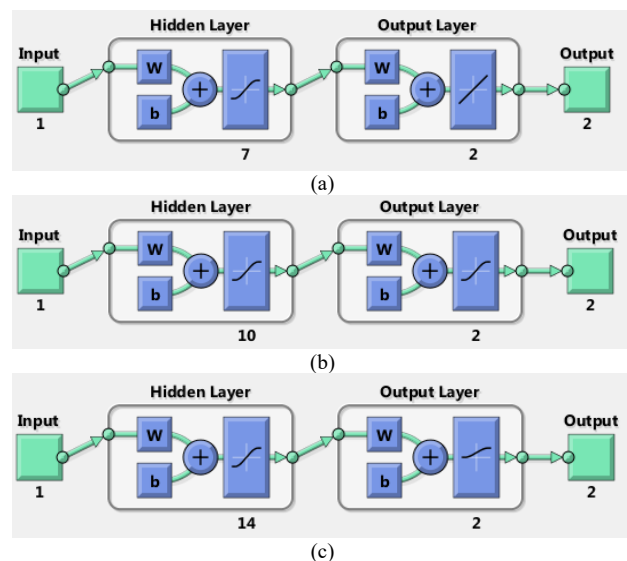 Hidden Layer Output Layer
Input Output
W W
b b
+ +
1 2
7 2
(a)
Hidden Layer Output Layer
Input Output
W W
b b
+ +
1 2
10 2
(b)
Hidden Layer Output Layer
Input Output
W W
b b
+ +
1 2
14 2
(c)